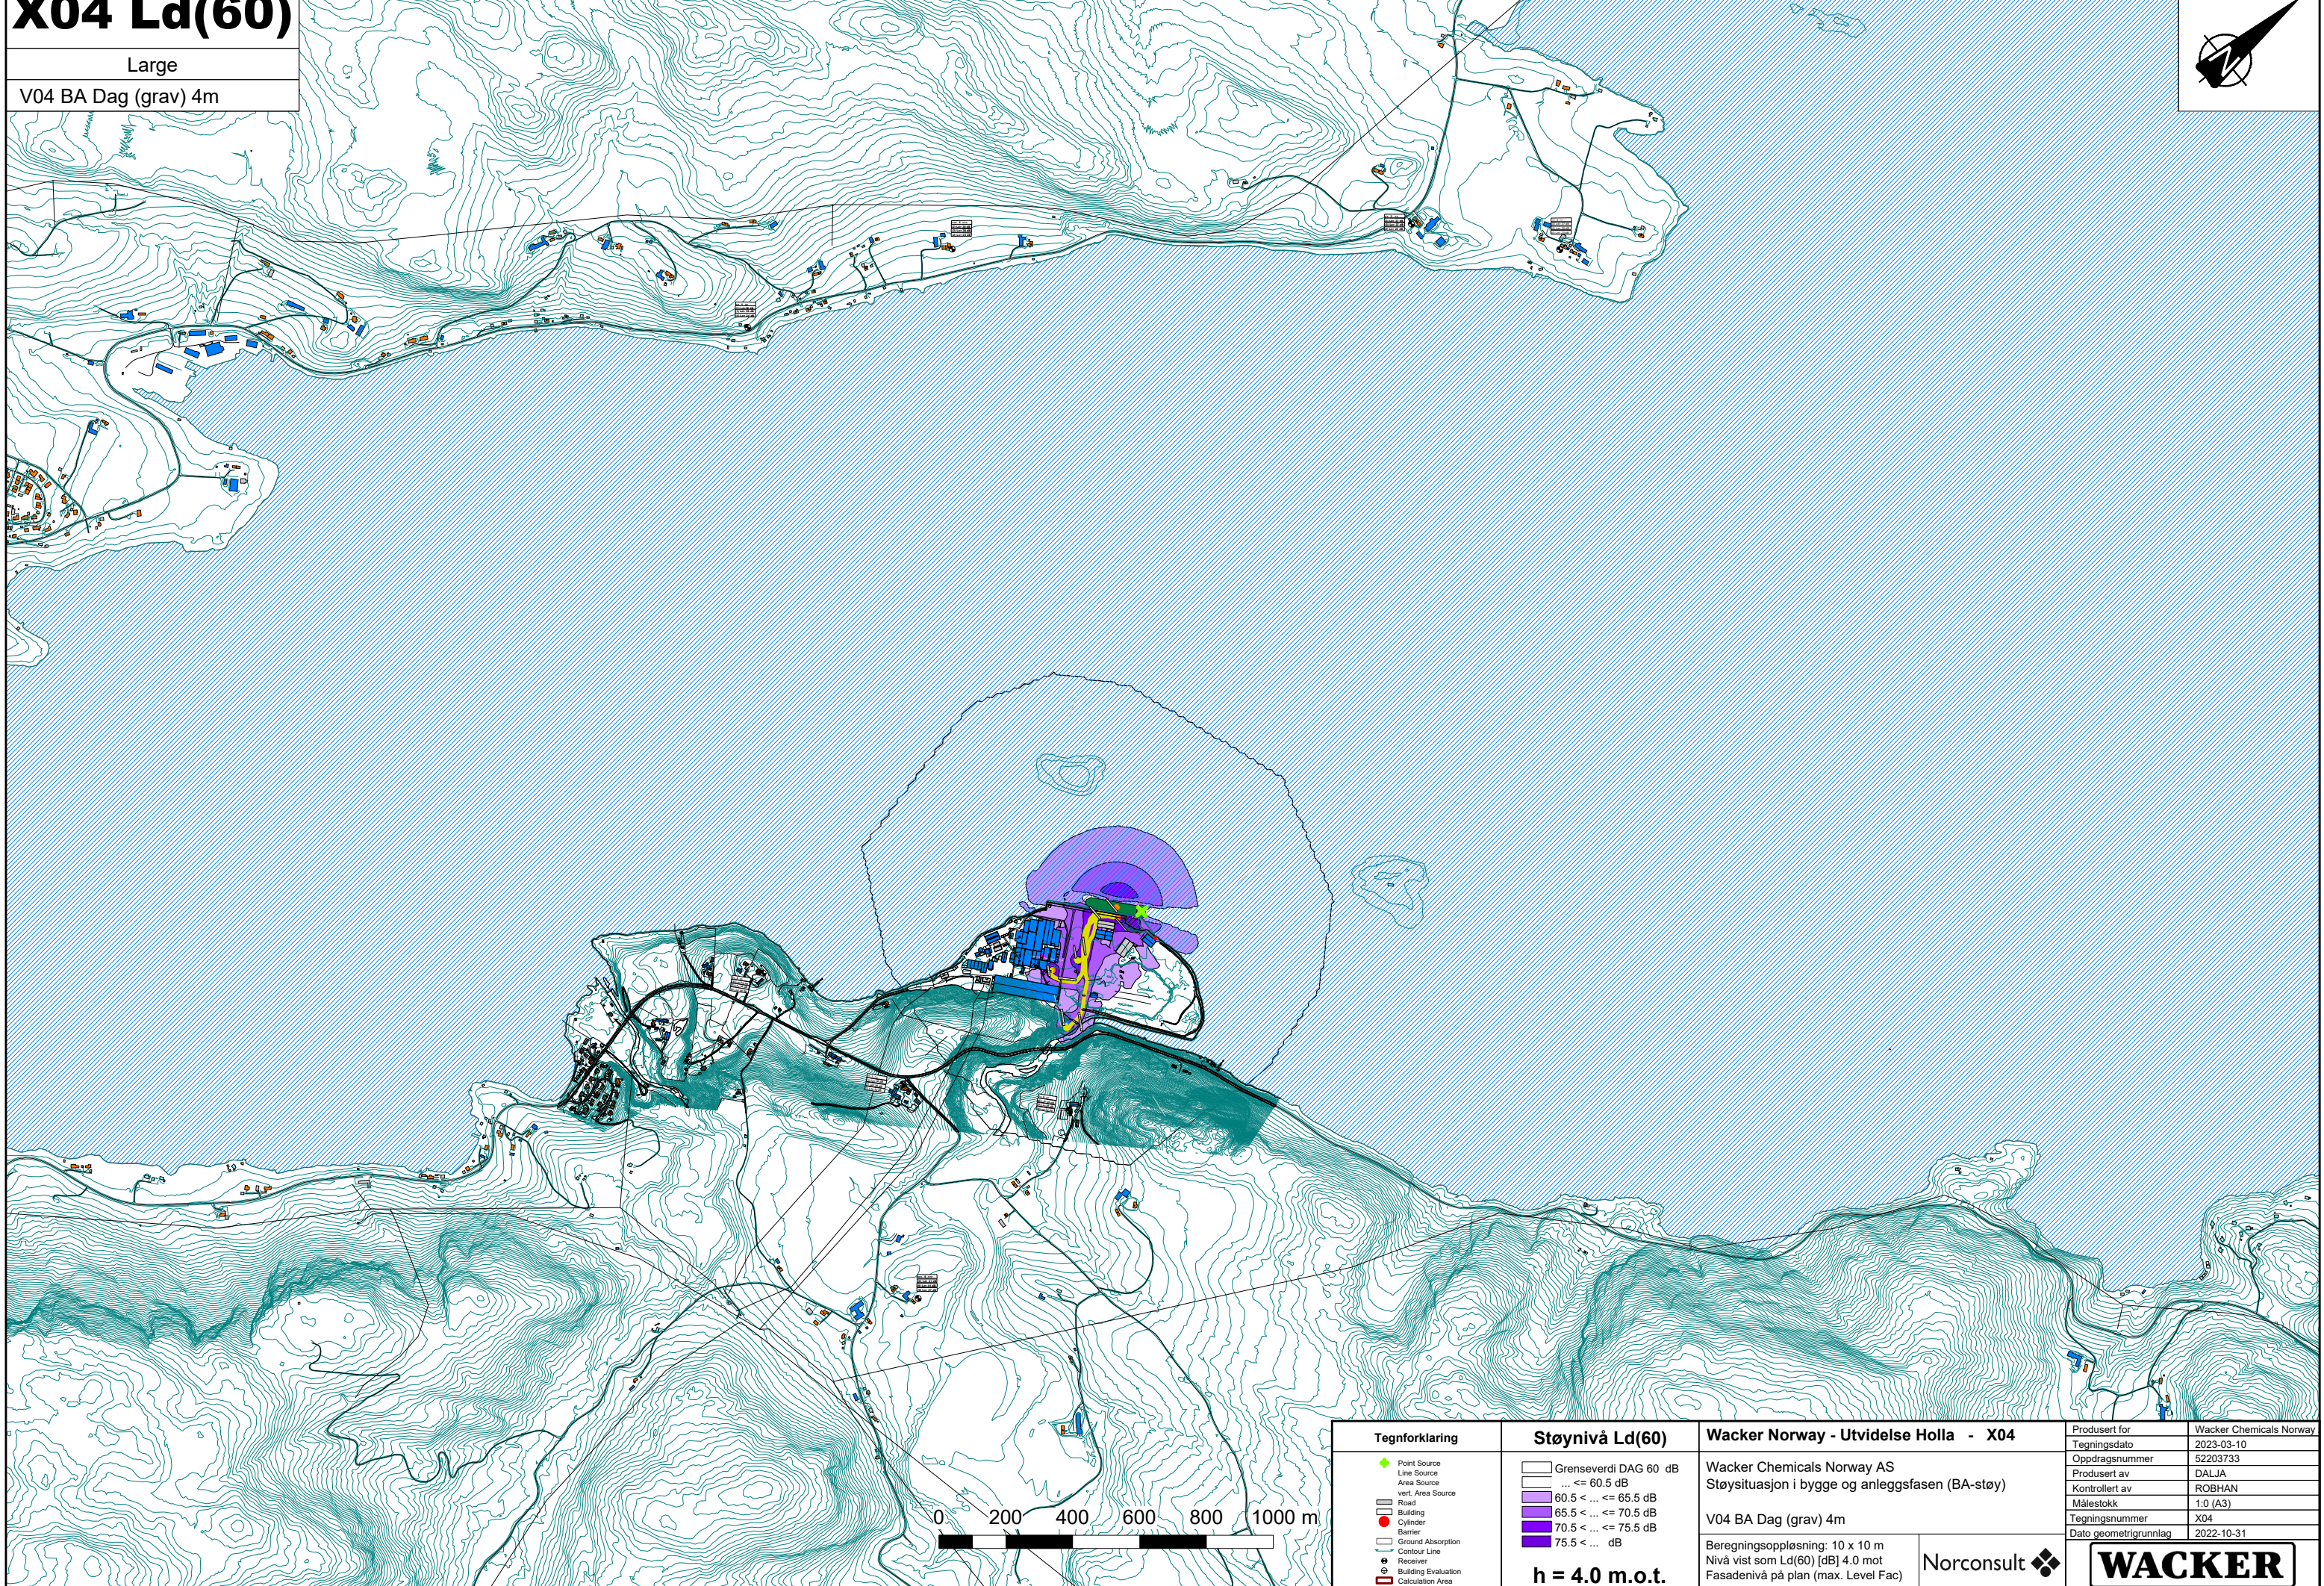 X04 Ld(60)
Large
V04 BA Dag (grav) 4m
N
0 200 400 600 800 1000 m
Tegnforklaring
Point Source
Line Source
Area Source
vert. Area Source
Road
Building
Cylinder
Barrier
Ground Absorption
Contour Line
Receiver
Building Evaluation
Calculation Area
Støynivå Ld(60)
Grenseverdi DAG 60 dB
... <= 60.5 dB
60.5 < ... <= 65.5 dB
65.5 < ... <= 70.5 dB
70.5 < ... <= 75.5 dB
75.5 < ... dB
h = 4.0 m.o.t.
Wacker Norway - Utvidelse Holla - X04
Wacker Chemicals Norway AS
Støysituasjon i bygge og anleggsfasen (BA-støy)
V04 BA Dag (grav) 4m
Beregningsoppløsning: 10 x 10 m
Nivå vist som Ld(60) [dB] 4.0 mot
Fasadenivå på plan (max. Level Fac)
Norconsult
Produsert for Wacker Chemicals Norway
Tegningsdato 2023-03-10
Oppdragsnummer 52203733
Produsert av DALJA
Kontrollert av ROBHAN
Målestokk 1:0 (A3)
Tegningsnummer X04
Dato geometrigrunnlag 2022-10-31
WACKER